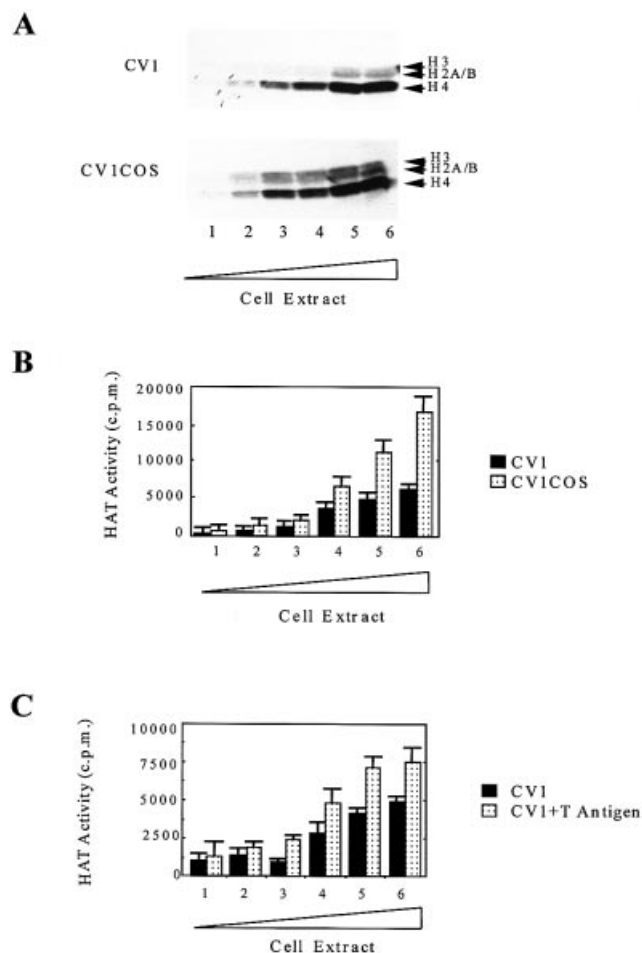 A
CV1
H3
H2A/B
H4
CV1COS
H3
H2A/B
H4
1 2 3 4 5 6
Cell Extract
B
HAT Activity (c.p.m.)
20000
15000
10000
5000
0
1 2 3 4 5 6
Cell Extract
CV1
CV1COS
C
HAT Activity (c.p.m.)
10000
7500
5000
2500
0
1 2 3 4 5 6
Cell Extract
CV1
CV1+T Antigen